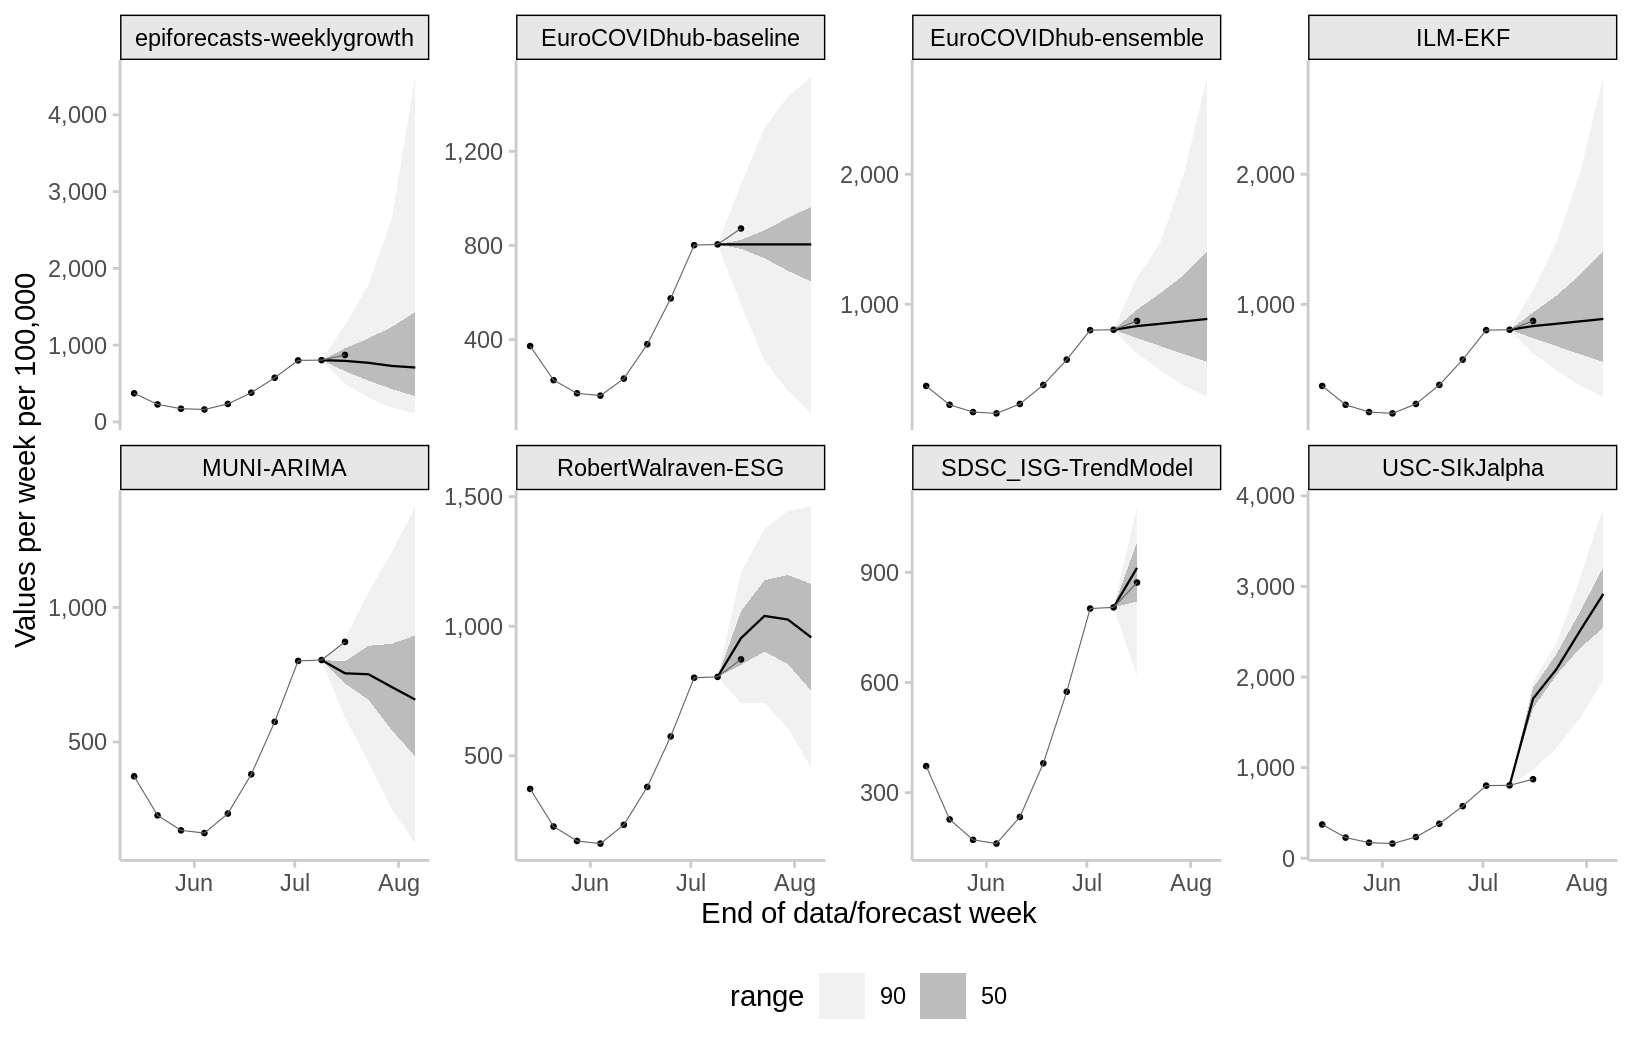 epiforecasts-weeklygrowth
EuroCOVIDhub-baseline
EuroCOVIDhub-ensemble
ILM-EKF
4,000
3,000
2,000
1,000
0
1,200
800
400
2,000
1,000
2,000
1,000
MUNI-ARIMA
RobertWalraven-ESG
SDSC_ISG-TrendModel
USC-SIkJalpha
1,000
500
1,500
1,000
500
900
600
300
4,000
3,000
2,000
1,000
0
Jun Jul Aug
Jun Jul Aug
Jun Jul Aug
Jun Jul Aug
Values per week per 100,000
End of data/forecast week
range 90 50